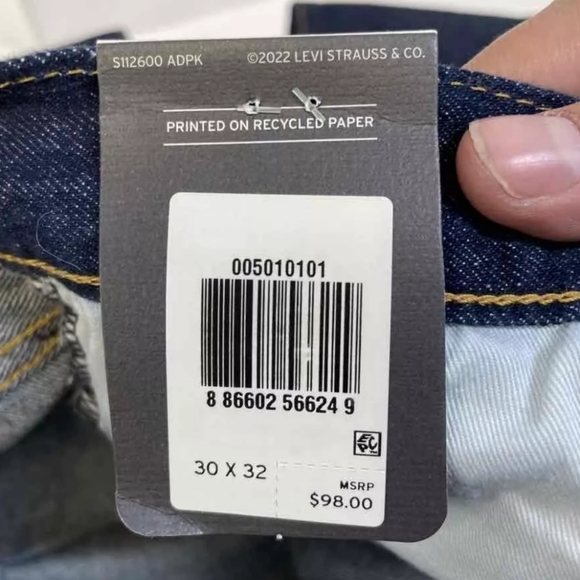 S112600 ADPK ©2022 LEVI STRAUSS & CO.
PRINTED ON RECYCLED PAPER
005010101
8 86602 56624 9
EPC
30 X 32
MSRP
$98.00